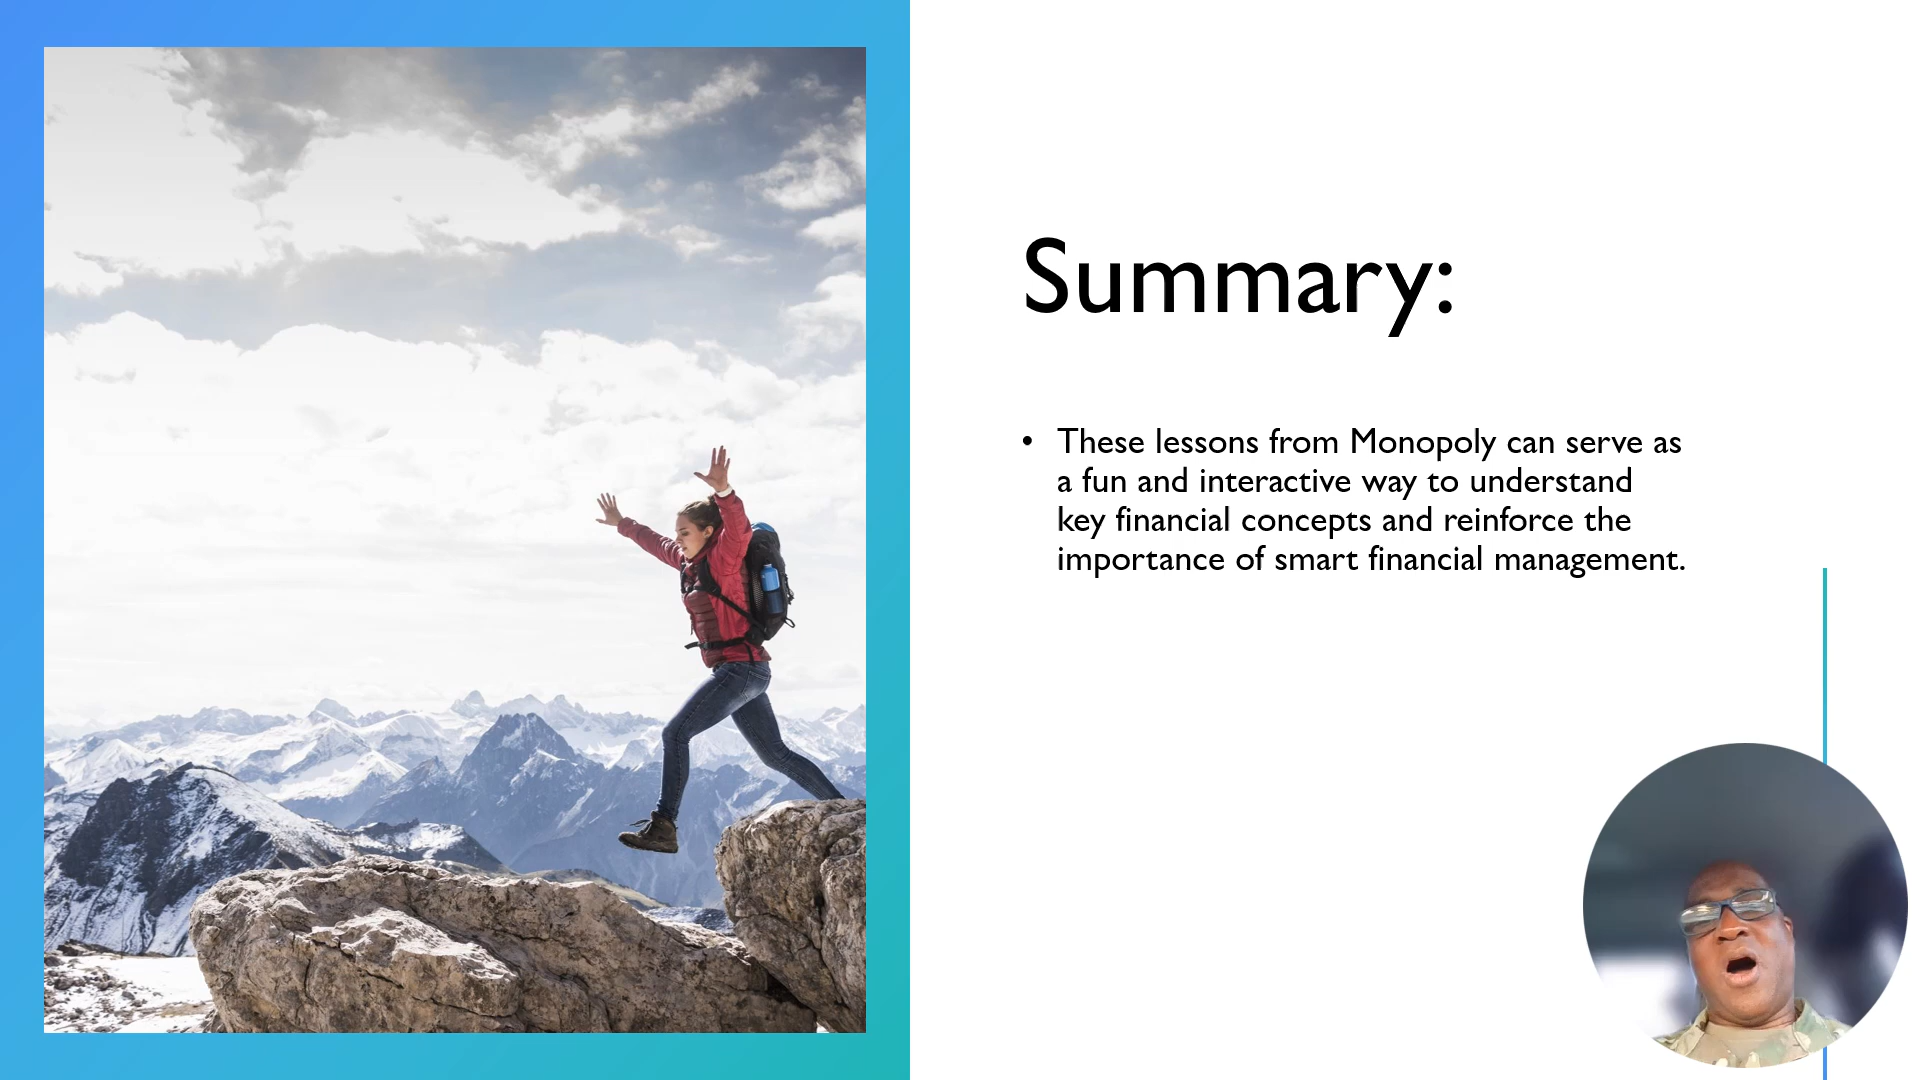 Summary:
• These lessons from Monopoly can serve as
a fun and interactive way to understand
key financial concepts and reinforce the
importance of smart financial management.